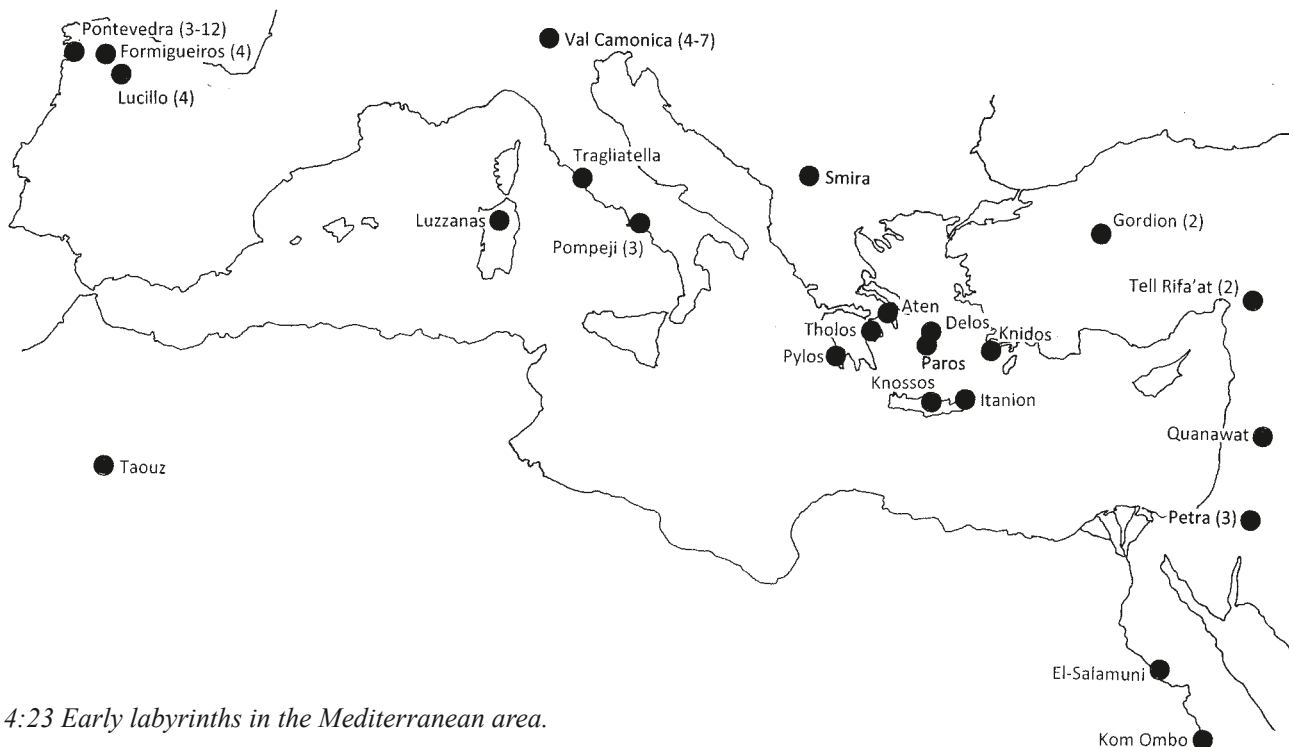 Pontevedra (3-12)
Formigueiros (4)
Lucillo (4)
Val Camonica (4-7)
Tragliatella
Smira
Luzzanas
Pompeji (3)
Gordion (2)
Tell Rifa'at (2)
Aten
Tholos
Delos
Knidos
Pylos
Paros
Knossos
Itanion
Quanawat
Taouz
Petra (3)
El-Salamuni
4:23 Early labyrinths in the Mediterranean area.
Kom Ombo